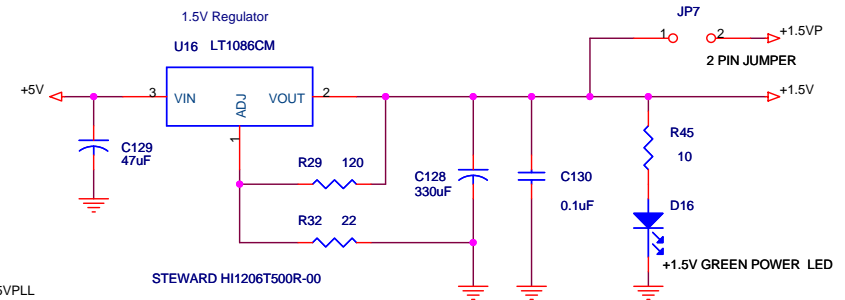 1.5V Regulator
JP7
U16 LT1086CM
1 2
+1.5VP
2 PIN JUMPER
+5V
3 VIN VOUT 2
+1.5V
ADJ
1
C129
47uF
R45
10
R29 120
C128
330uF
C130
0.1uF
D16
R32 22
+1.5V GREEN POWER LED
STEWARD HI1206T500R-00
VPLL